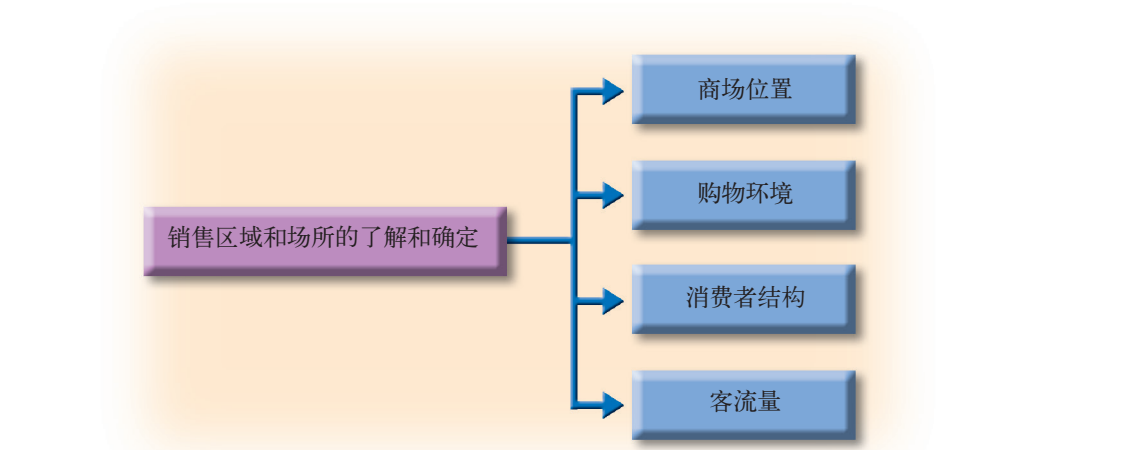 商场位置
购物环境
销售区域和场所的了解和确定
消费者结构
客流量